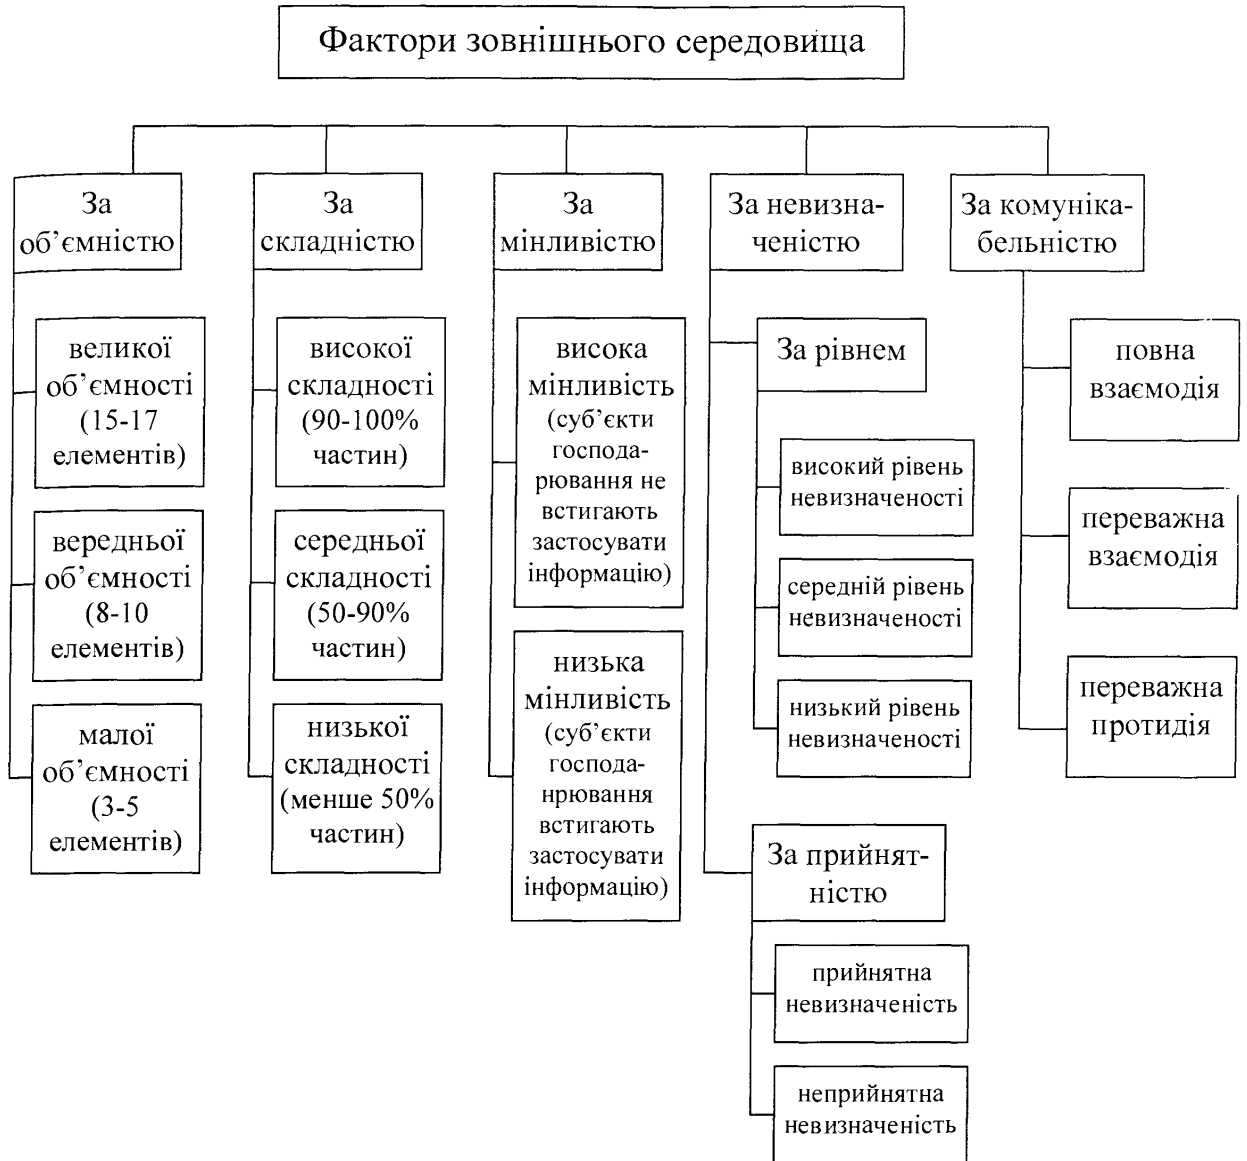 Фактори зовнішнього середовища
За
об’ємністю
великої
об’ємності
(15-17
елементів)
вередньої
об’ємності
(8-10
елементів)
малої
об’ємності
(3-5
елементів)
За
складністю
високої
складності
(90-100%
частин)
середньої
складності
(50-90%
частин)
низької
складності
(менше 50%
частин)
За
мінливістю
висока
мінливість
(суб’єкти
господа-
рювання не
встигають
застосувати
інформацію)
низька
мінливість
(суб’єкти
господа-
нрювання
встигають
застосувати
інформацію)
За невизна-
ченістю
За рівнем
високий рівень
невизначеності
середній рівень
невизначеності
низький рівень
невизначеності
За прийнят-
ністю
прийнятна
невизначеність
неприйнятна
невизначеність
За комуніка-
бельністю
повна
взаємодія
переважна
взаємодія
переважна
протидія